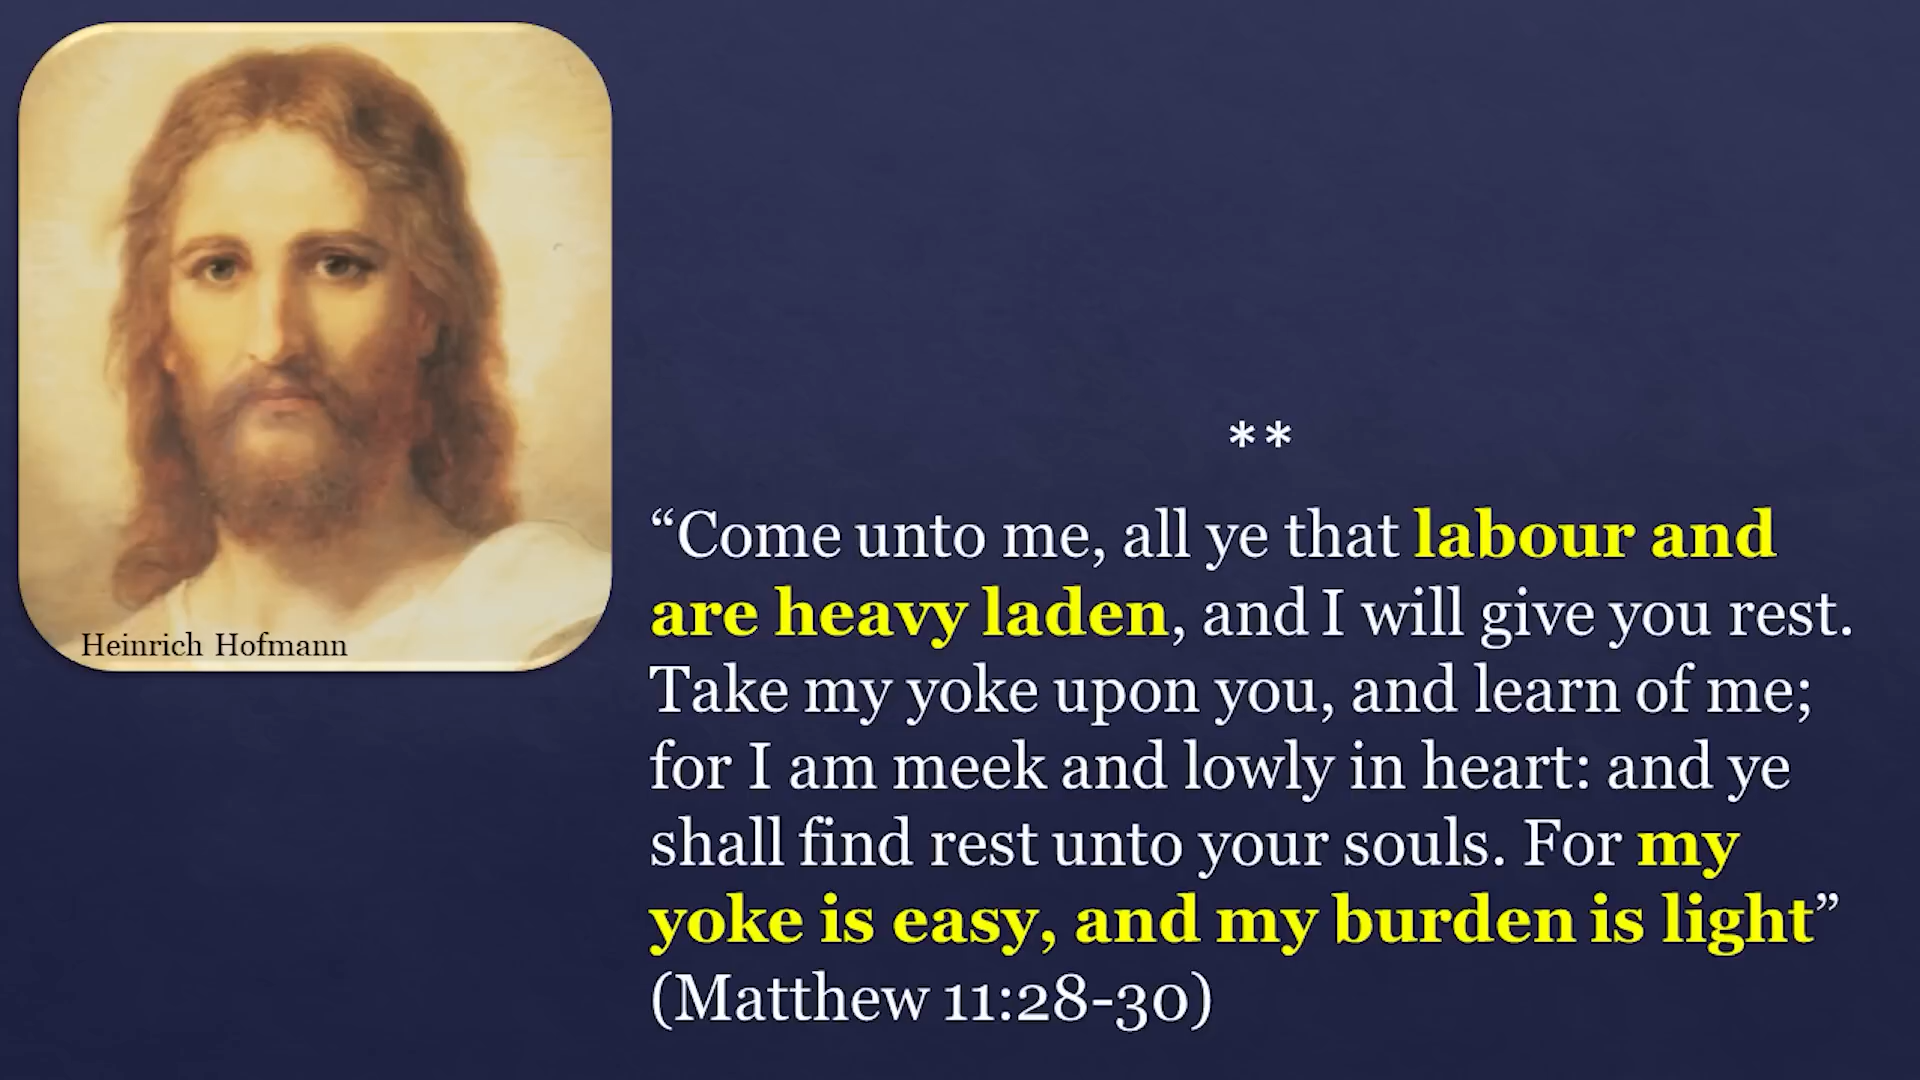 Heinrich Hofmann
**
“Come unto me, all ye that labour and
are heavy laden, and I will give you rest.
Take my yoke upon you, and learn of me;
for I am meek and lowly in heart: and ye
shall find rest unto your souls. For my
yoke is easy, and my burden is light”
(Matthew 11:28-30)